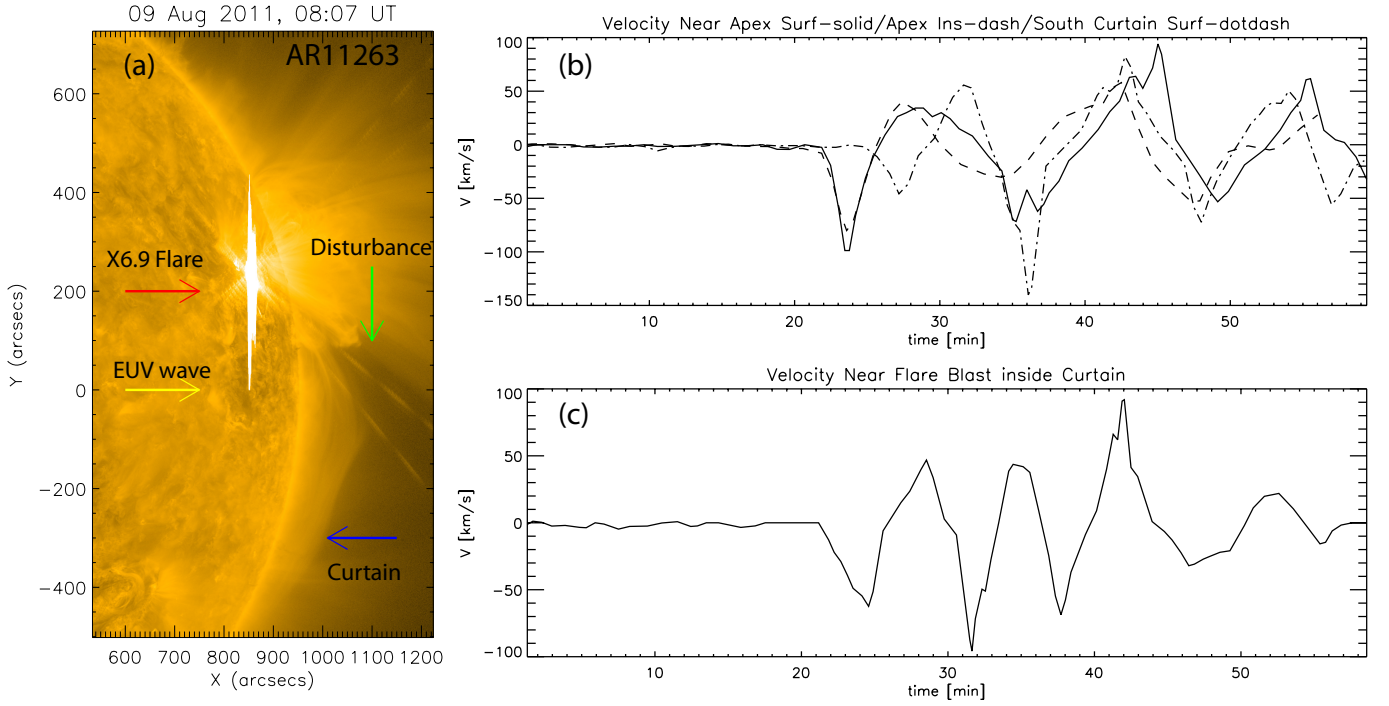 09 Aug 2011, 08:07 UT
(a)
AR11263
Disturbance
X6.9 Flare
EUV wave
Curtain
600
400
200
0
−200
−400
Y (arcsecs)
600 700 800 900 1000 1100 1200
X (arcsecs)
Velocity Near Apex Surf-solid/Apex Ins-dash/South Curtain Surf-dotdash
(b)
100
50
0
−50
−100
−150
V [km/s]
10 20 30 40 50
time [min]
Velocity Near Flare Blast inside Curtain
(c)
100
50
0
−50
−100
V [km/s]
10 20 30 40 50
time [min]